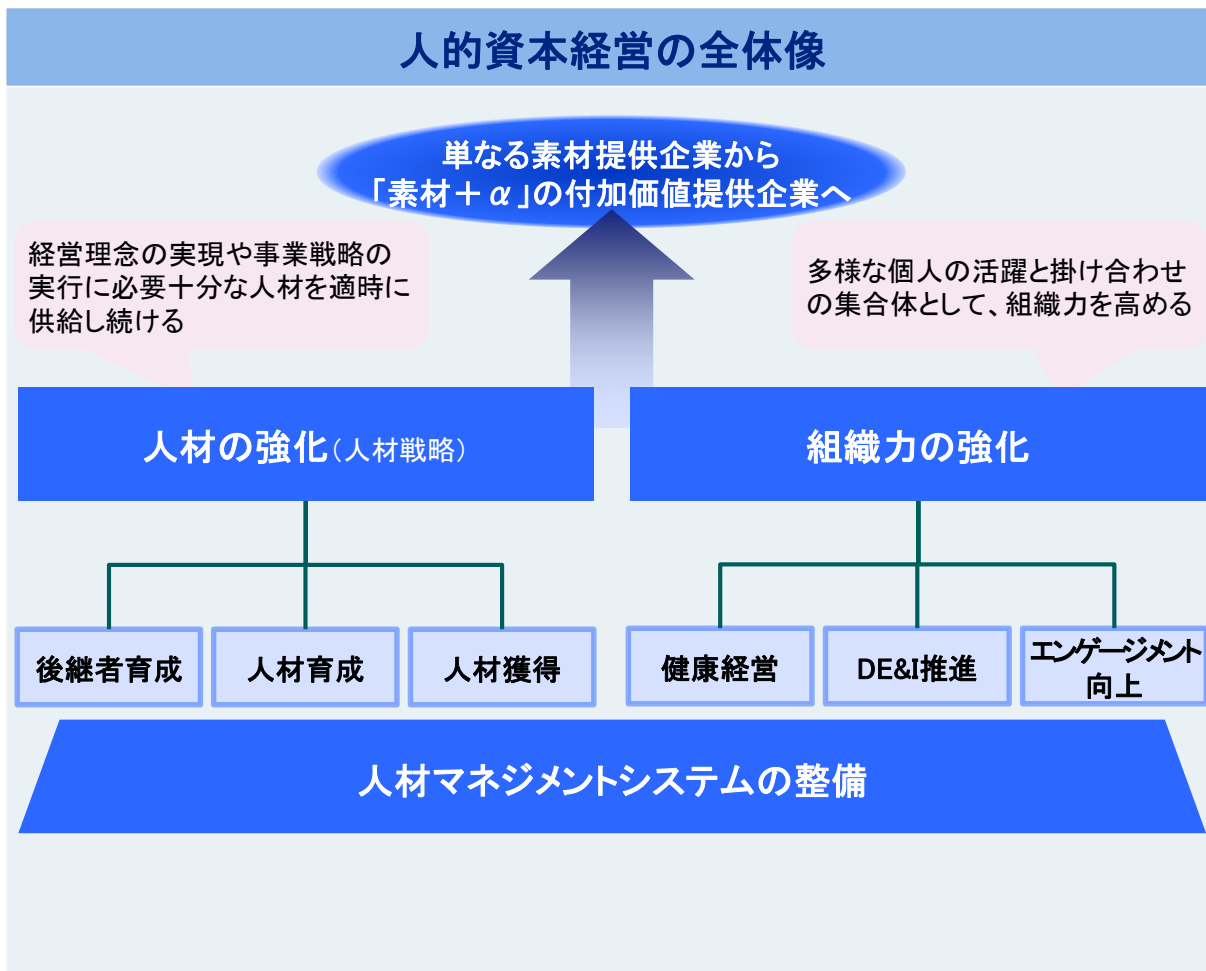 人的資本経営の全体像
単なる素材提供企業から
「素材＋α」の付加価値提供企業へ
経営理念の実現や事業戦略の
実行に必要十分な人材を適時に
供給し続ける
多様な個人の活躍と掛け合わせ
の集合体として、組織力を高める
人材の強化（人材戦略）
組織力の強化
後継者育成
人材育成
人材獲得
健康経営
DE&I推進
エンゲージメント
向上
人材マネジメントシステムの整備